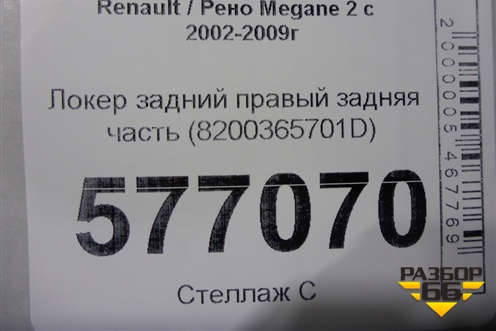 Renault / Рено Megane 2 с
2002-2009г
Локер задний правый задняя
часть (8200365701D)
577070
Стеллаж С
2000005467769
РАЗБОР
66